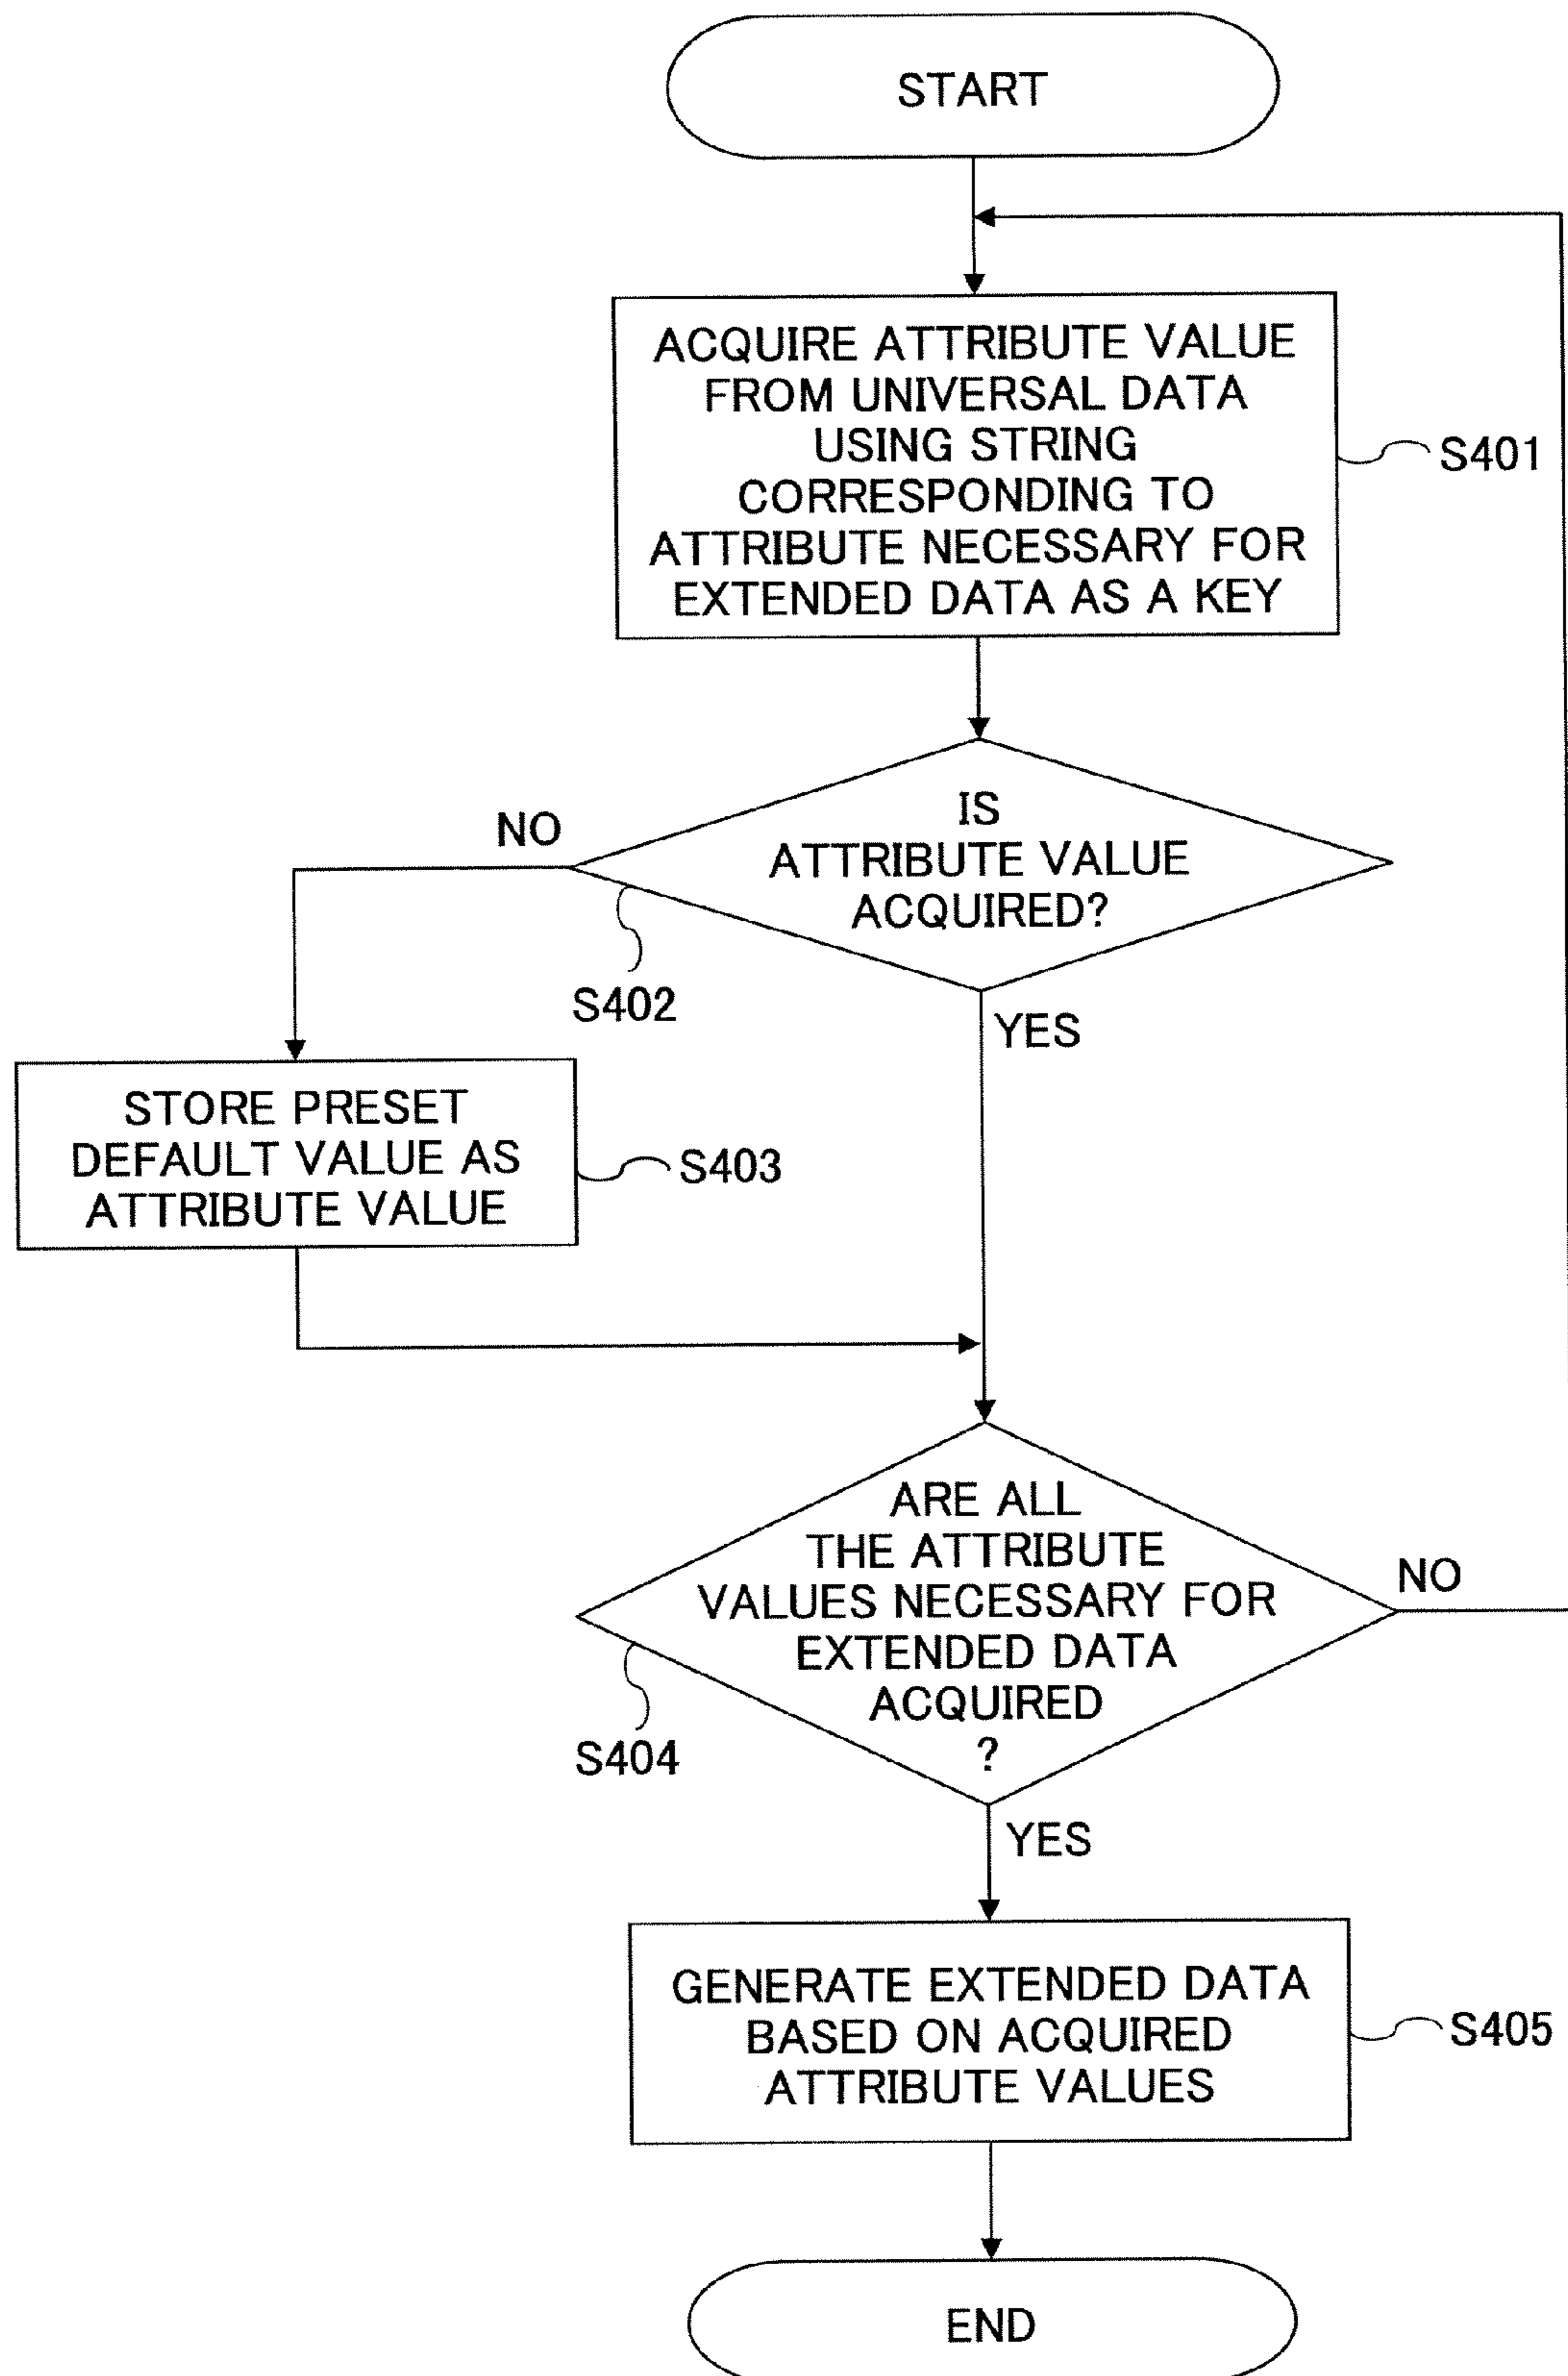 START
ACQUIRE ATTRIBUTE VALUE
FROM UNIVERSAL DATA
USING STRING
CORRESPONDING TO
ATTRIBUTE NECESSARY FOR
EXTENDED DATA AS A KEY
S401
IS
ATTRIBUTE VALUE
ACQUIRED?
NO
S402
YES
STORE PRESET
DEFAULT VALUE AS
ATTRIBUTE VALUE
S403
ARE ALL
THE ATTRIBUTE
VALUES NECESSARY FOR
EXTENDED DATA
ACQUIRED
?
NO
S404
YES
GENERATE EXTENDED DATA
BASED ON ACQUIRED
ATTRIBUTE VALUES
S405
END